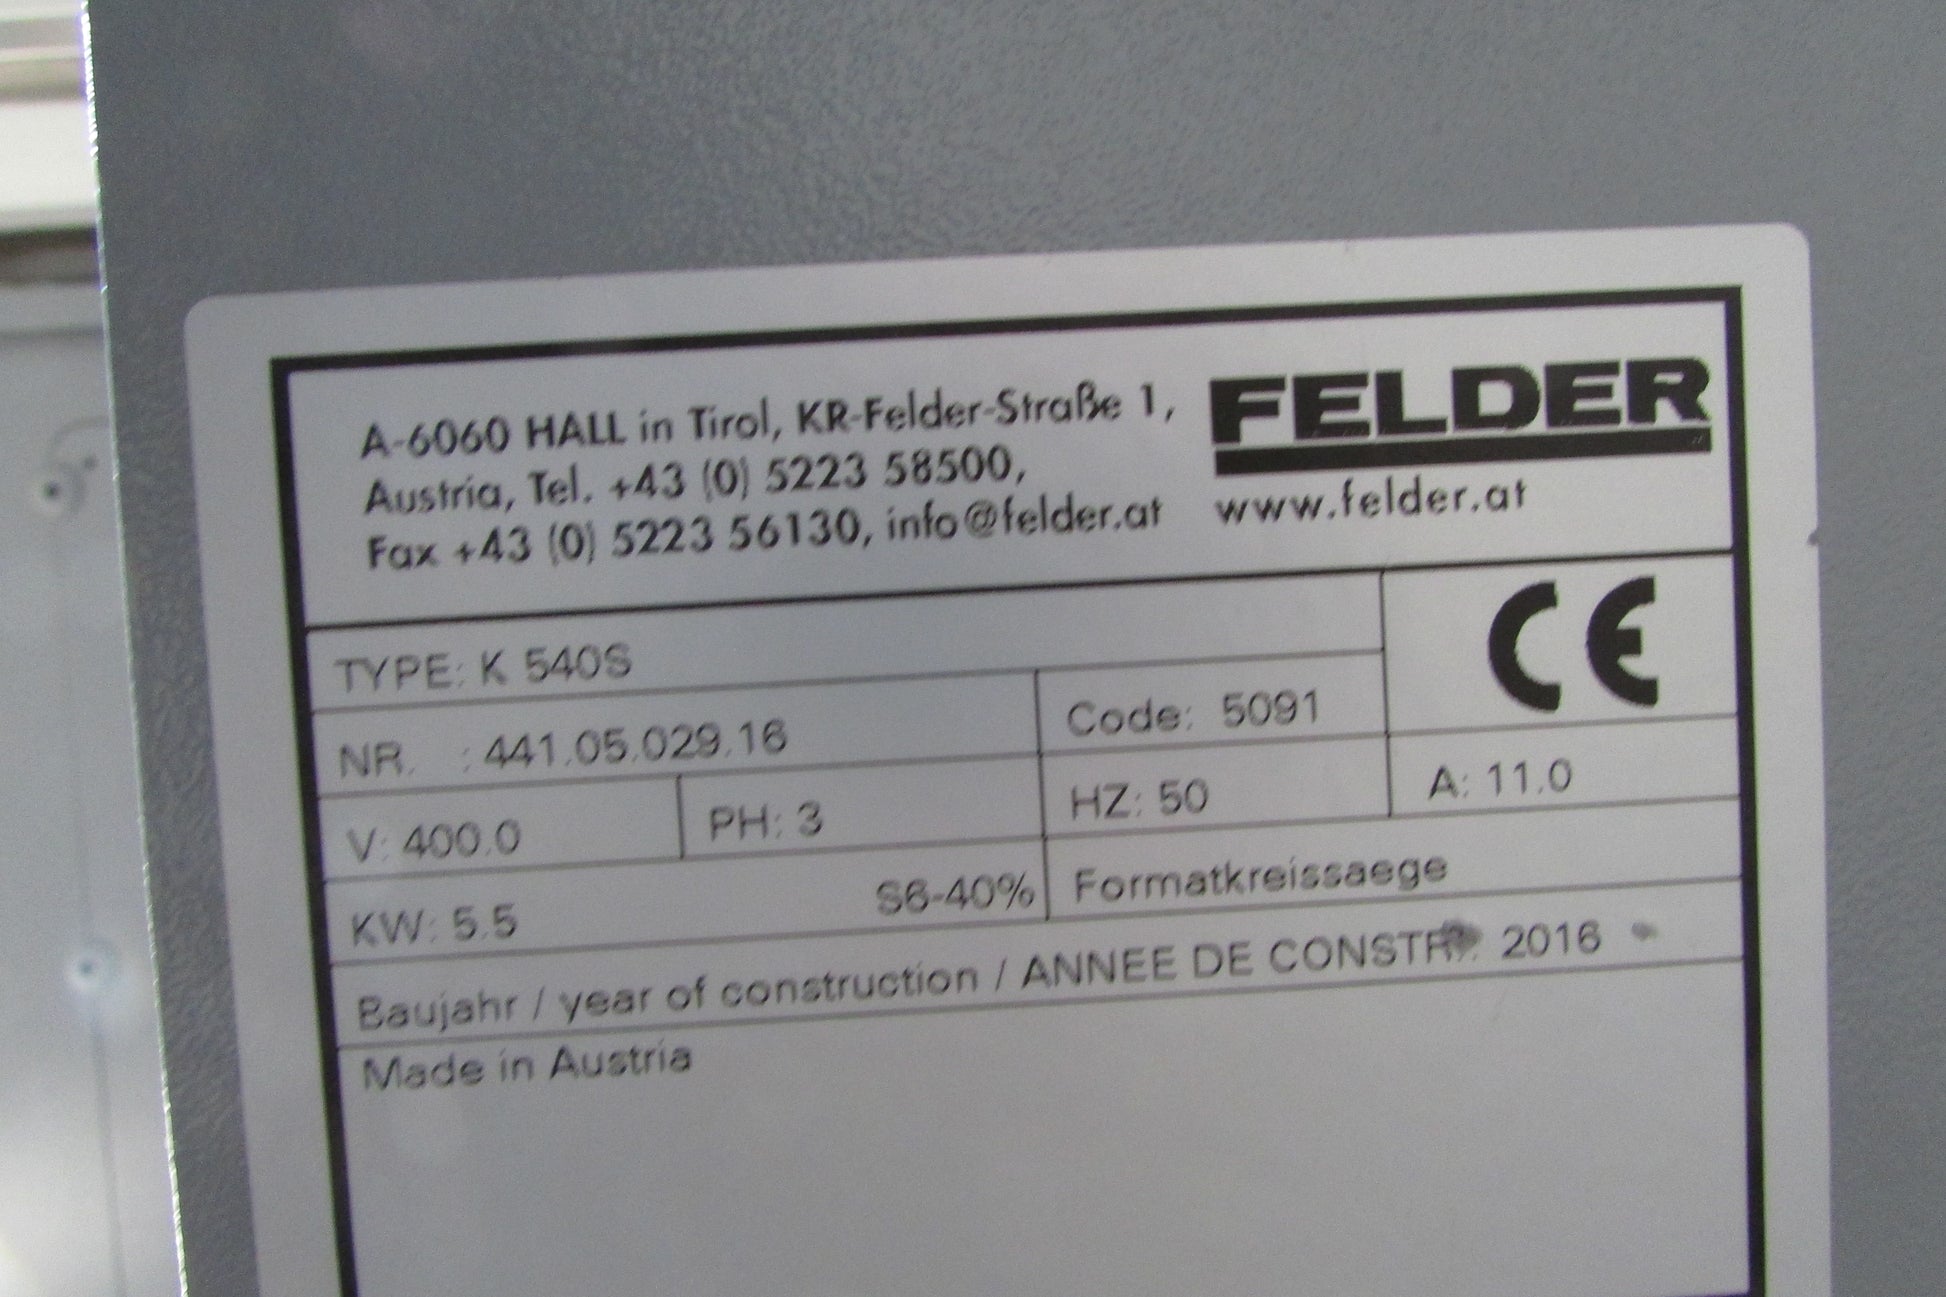 A-6060 HALL in Tirol, KR-Felder-Straße 1,
Austria, Tel. +43 (0) 5223 58500,
Fax +43 (0) 5223 56130, info@felder.at
FELDER
www.felder.at
TYPE: K 540S
CE
NR. : 441.05.029.16
Code: 5091
V: 400.0
PH: 3
HZ: 50
A: 11.0
KW: 5.5
S6-40%
Formatkreissaege
Baujahr / year of construction / ANNEE DE CONSTR.: 2016
Made in Austria